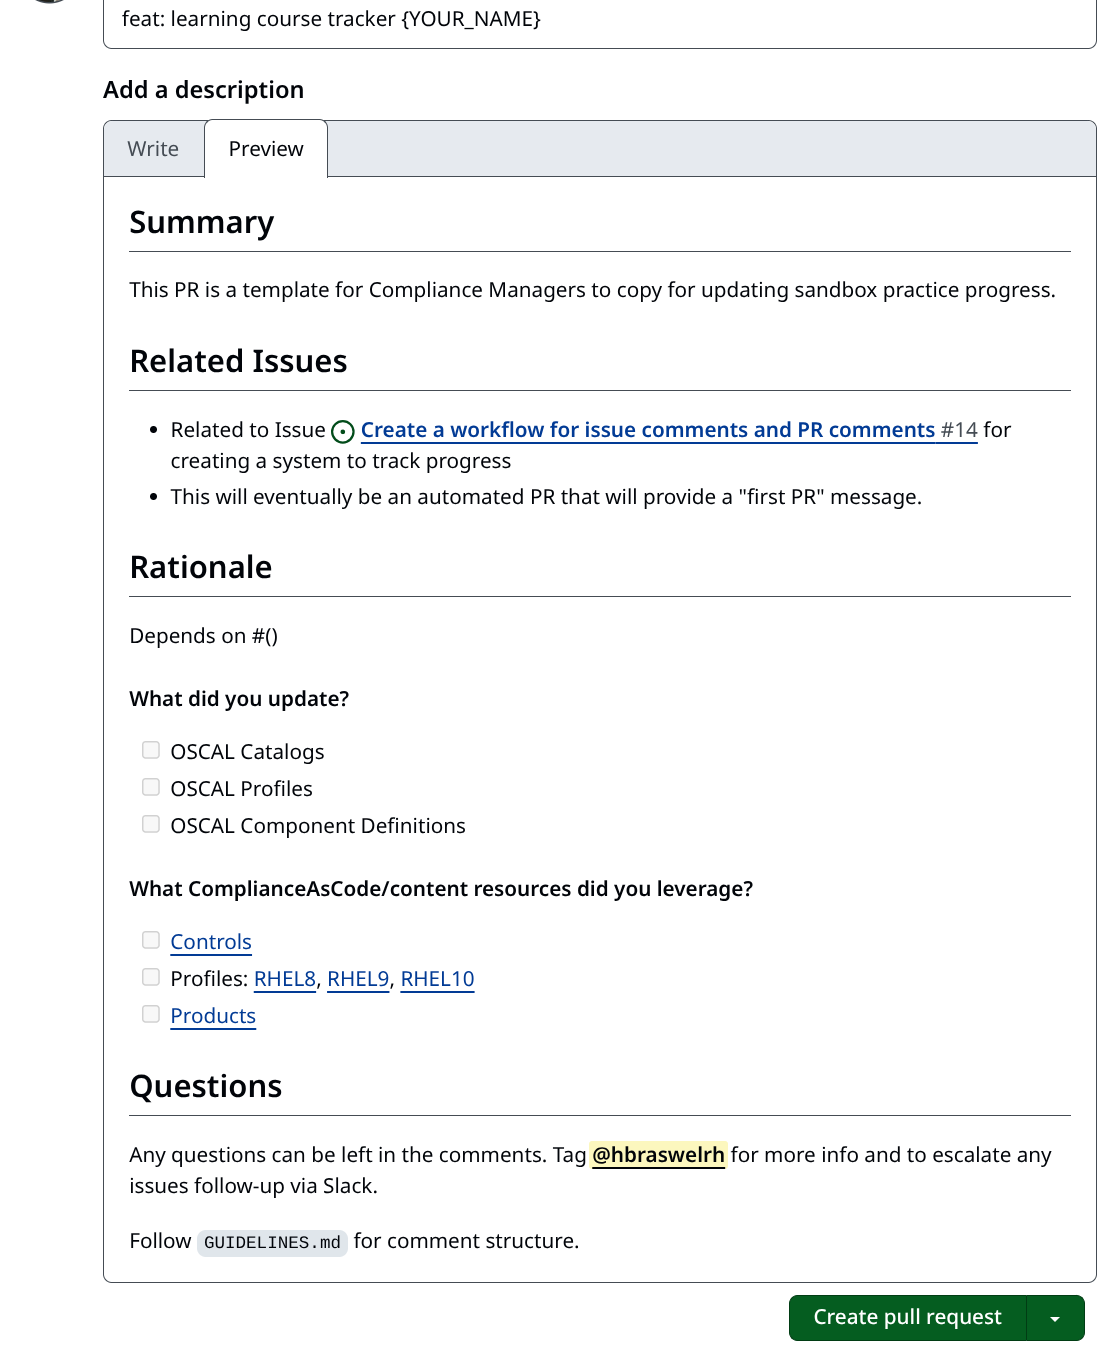 feat: learning course tracker {YOUR_NAME}
Add a description
Write
Preview
Summary
This PR is a template for Compliance Managers to copy for updating sandbox practice progress.
Related Issues
Related to Issue Create a workflow for issue comments and PR comments #14 for
creating a system to track progress
This will eventually be an automated PR that will provide a "first PR" message.
Rationale
Depends on #()
What did you update?
OSCAL Catalogs
OSCAL Profiles
OSCAL Component Definitions
What ComplianceAsCode/content resources did you leverage?
Controls
Profiles: RHEL8, RHEL9, RHEL10
Products
Questions
Any questions can be left in the comments. Tag @hbraswelrh for more info and to escalate any
issues follow-up via Slack.
Follow GUIDELINES.md for comment structure.
Create pull request